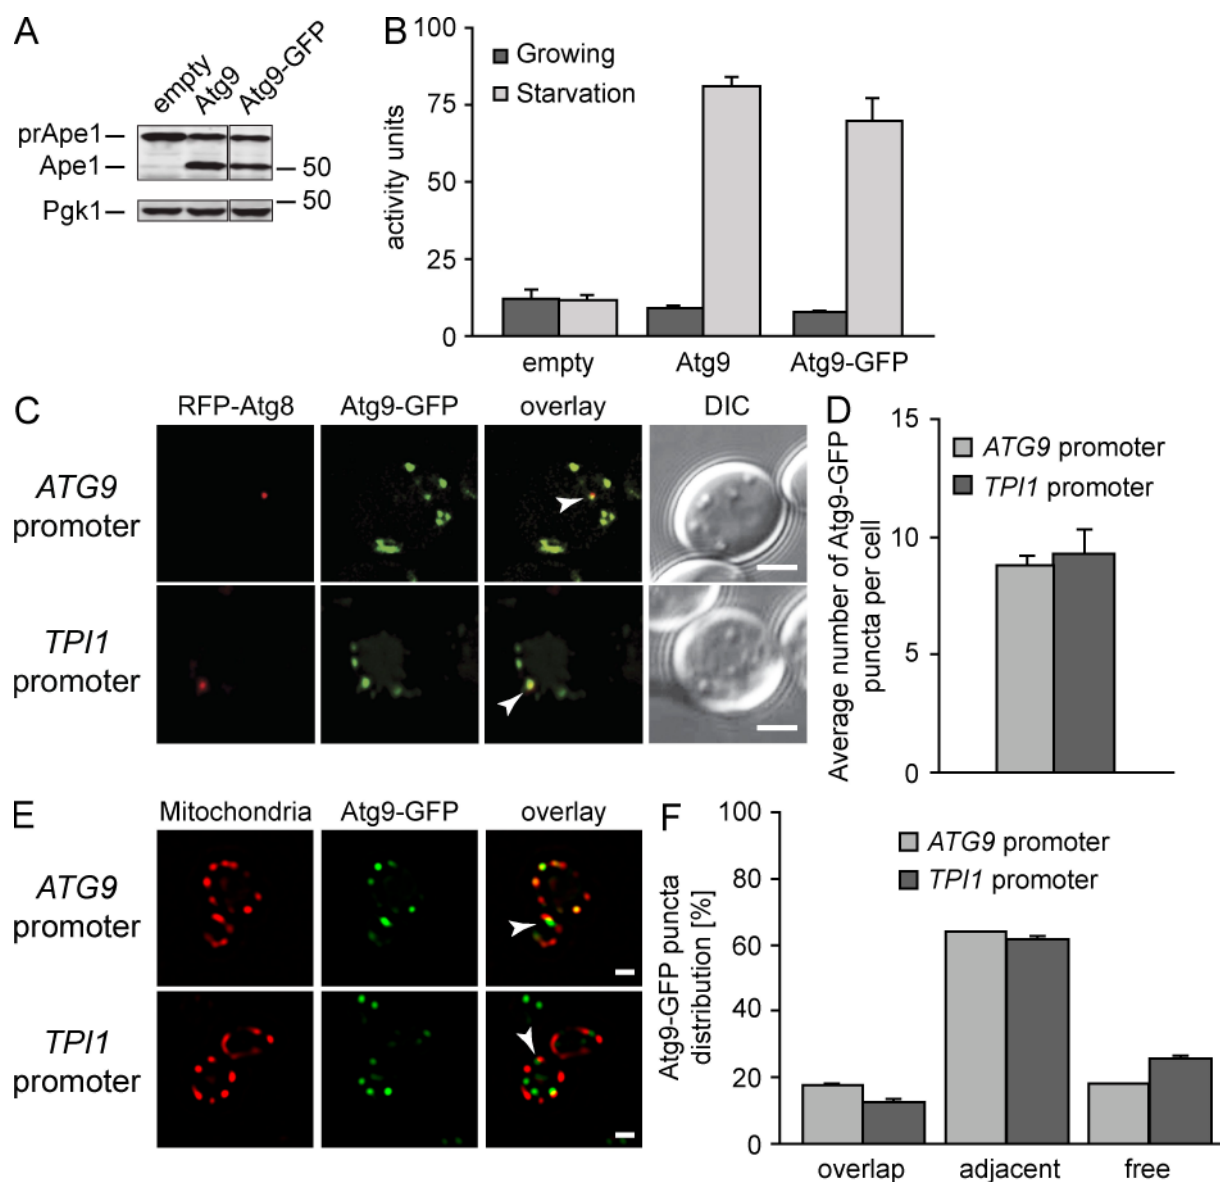 A
empty
Atg9
Atg9-GFP
prApe1
Ape1
50
50
Pgk1
B
activity units
100
75
50
25
0
Growing
Starvation
empty
Atg9
Atg9-GFP
C
RFP-Atg8
Atg9-GFP
overlay
DIC
ATG9
promoter
TPI1
promoter
D
Average number of Atg9-GFP
puncta per cell
15
10
5
0
ATG9 promoter
TPI1 promoter
E
Mitochondria
Atg9-GFP
overlay
ATG9
promoter
TPI1
promoter
F
Atg9-GFP puncta
distribution [%]
100
80
60
40
20
0
ATG9 promoter
TPI1 promoter
overlap
adjacent
free